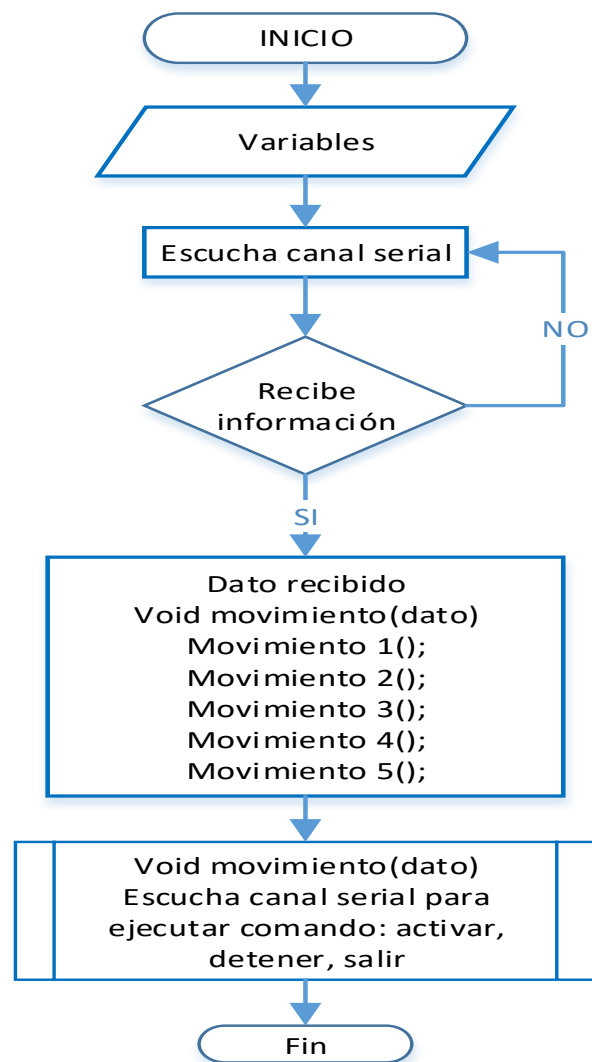 INICIO
Variables
Escucha canal serial
NO
Recibe
información
SI
Dato recibido
Void movimiento(dato)
Movimiento 1();
Movimiento 2();
Movimiento 3();
Movimiento 4();
Movimiento 5();
Void movimiento(dato)
Escucha canal serial para
ejecutar comando: activar,
detener, salir
Fin